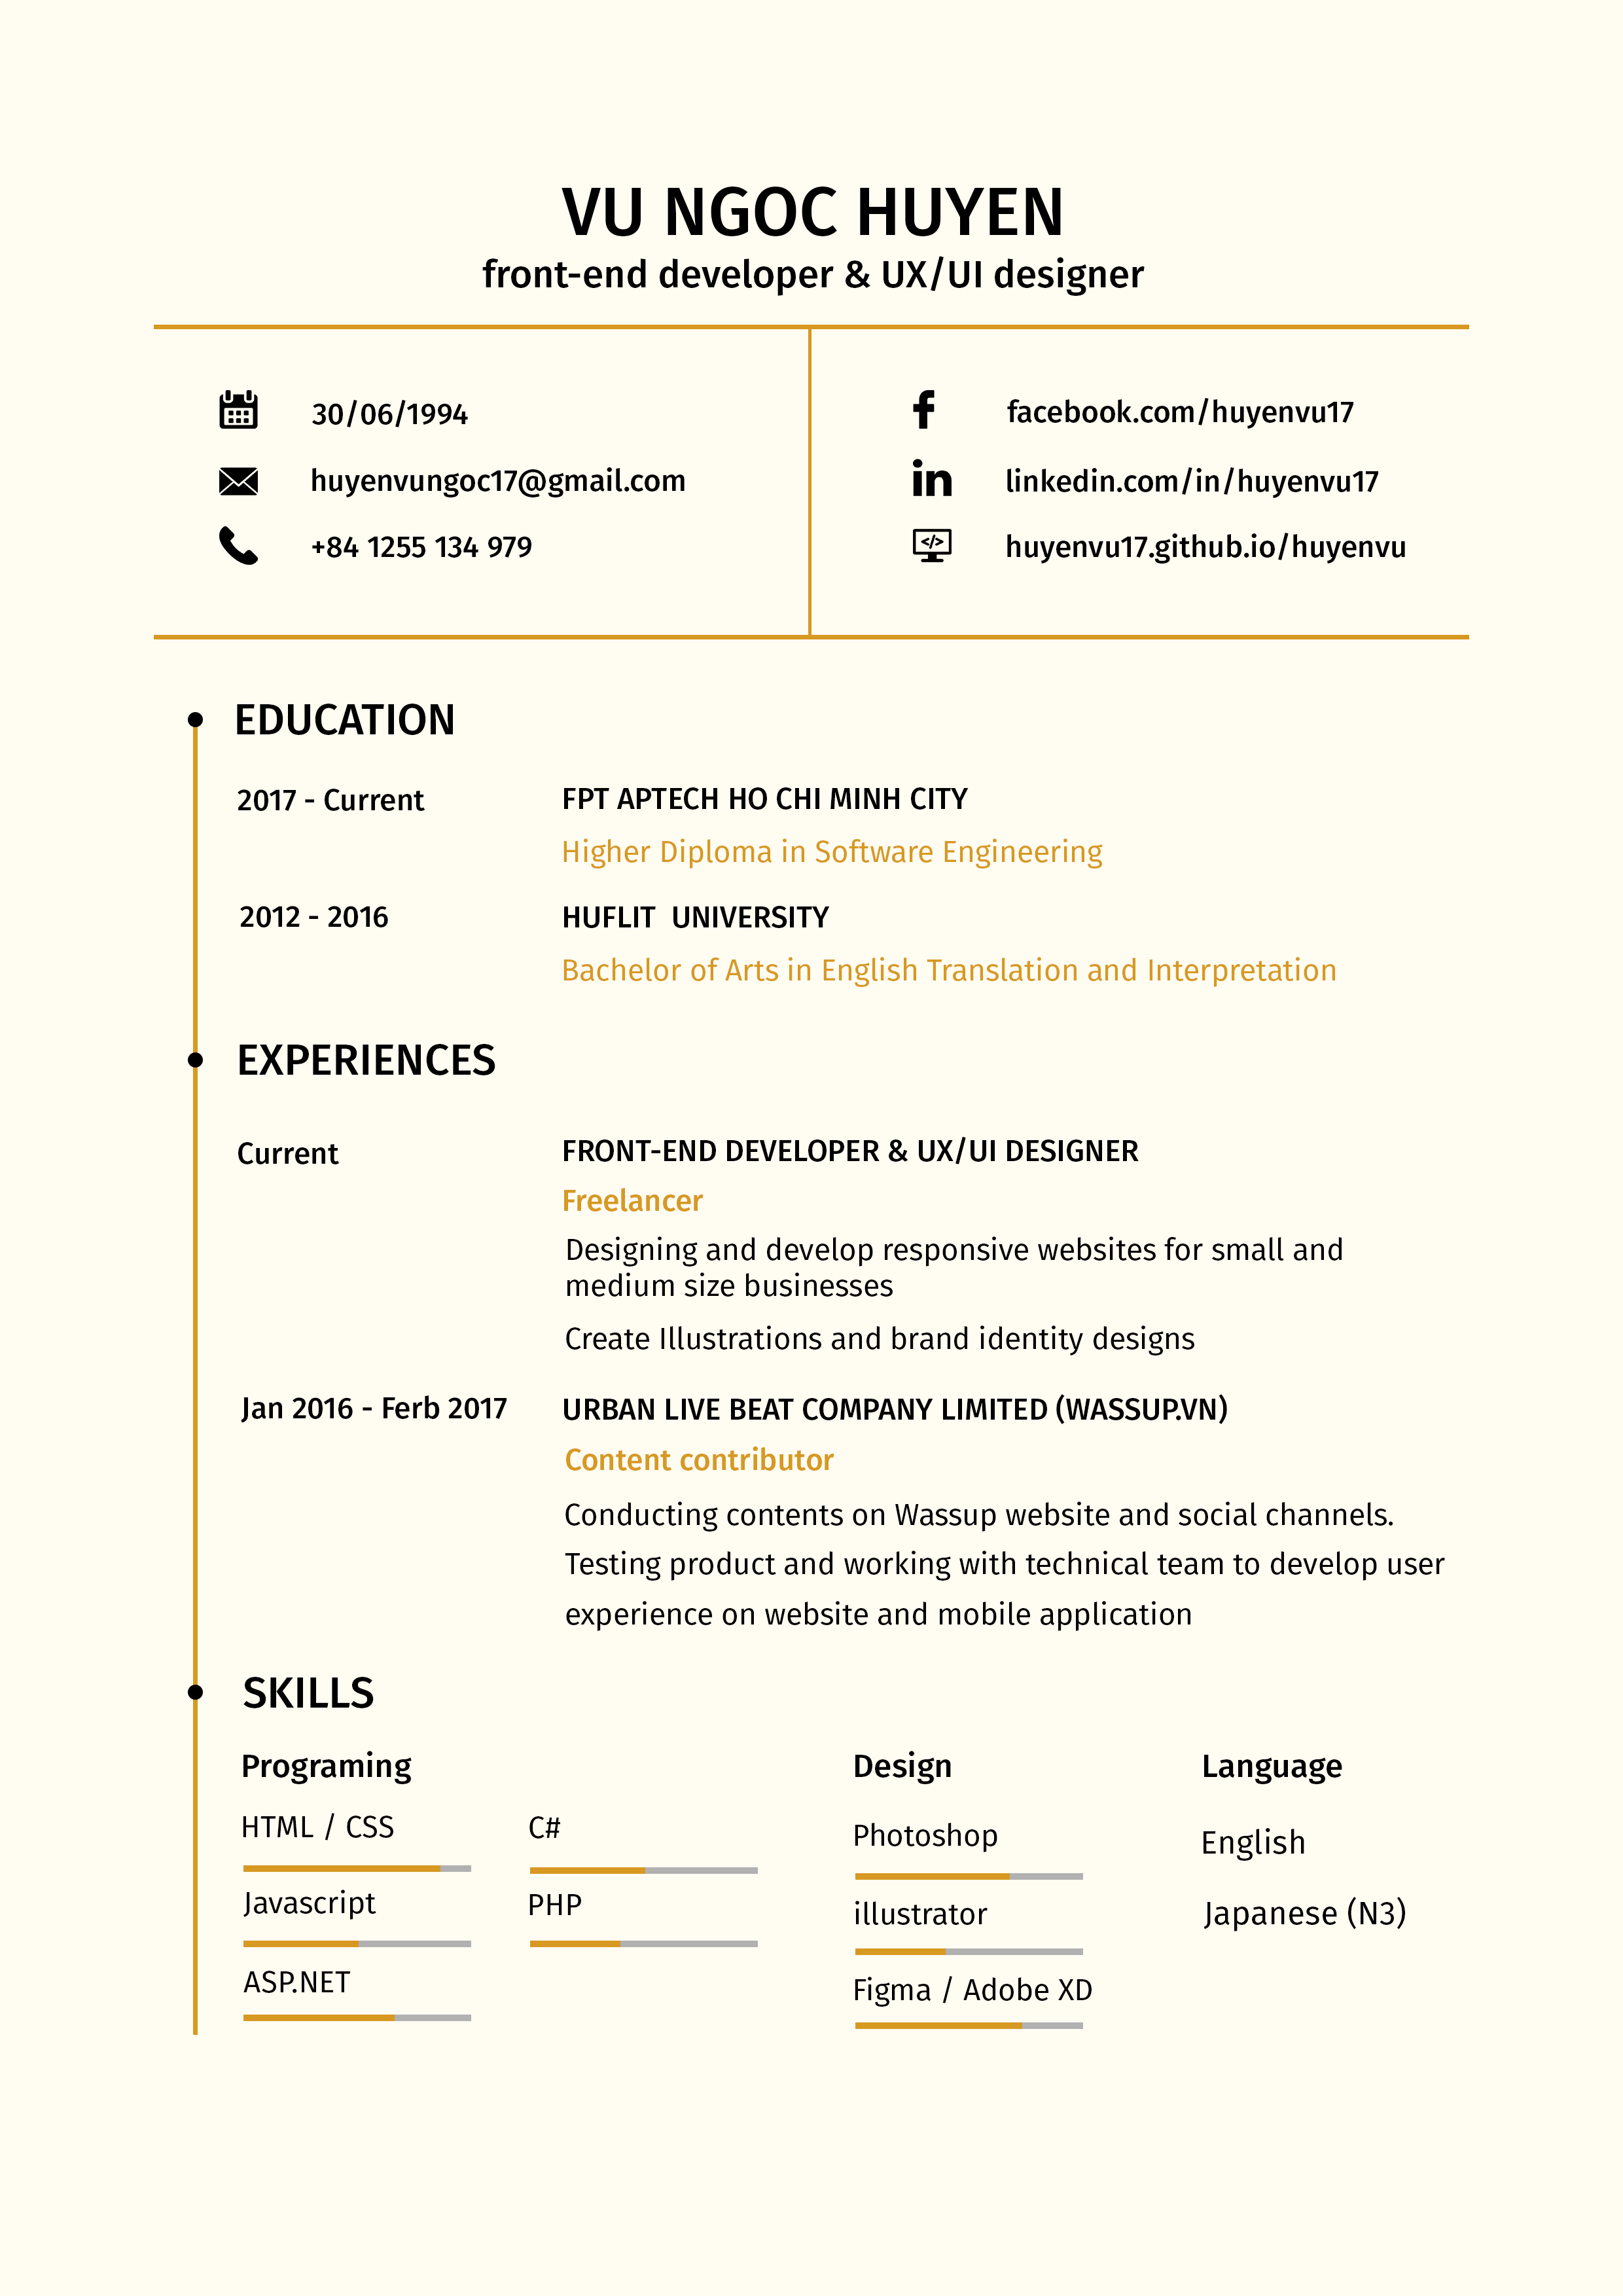 VU NGOC HUYEN
front-end developer & UX/UI designer
30/06/1994
huyenvungoc17@gmail.com
+84 1255 134 979
facebook.com/huyenvu17
linkedin.com/in/huyenvu17
huyenvu17.github.io/huyenvu
EDUCATION
2017 - Current
FPT APTECH HO CHI MINH CITY
Higher Diploma in Software Engineering
2012 - 2016
HUFLIT  UNIVERSITY
Bachelor of Arts in English Translation and Interpretation
EXPERIENCES
Current
FRONT-END DEVELOPER & UX/UI DESIGNER
Freelancer
Designing and develop responsive websites for small and
medium size businesses
Create Illustrations and brand identity designs
Jan 2016 - Ferb 2017
URBAN LIVE BEAT COMPANY LIMITED (WASSUP.VN)
Content contributor
Conducting contents on Wassup website and social channels.
Testing product and working with technical team to develop user
experience on website and mobile application
SKILLS
Programing
HTML / CSS
Javascript
ASP.NET
C#
PHP
Design
Photoshop
illustrator
Figma / Adobe XD
Language
English
Japanese (N3)